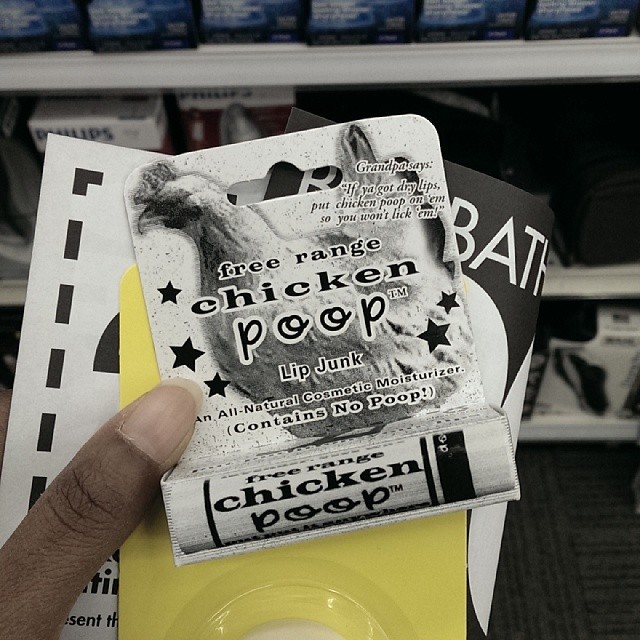 PHILIPS
PHILIPS
Grandpa says:
"If ya got dry lips,
put chicken poop on 'em
so you won't lick 'em!"
BATH
free range
chicken
poop™
Lip Junk
An All-Natural Cosmetic Moisturizer.
(Contains No Poop!)
free range
chicken
poop™